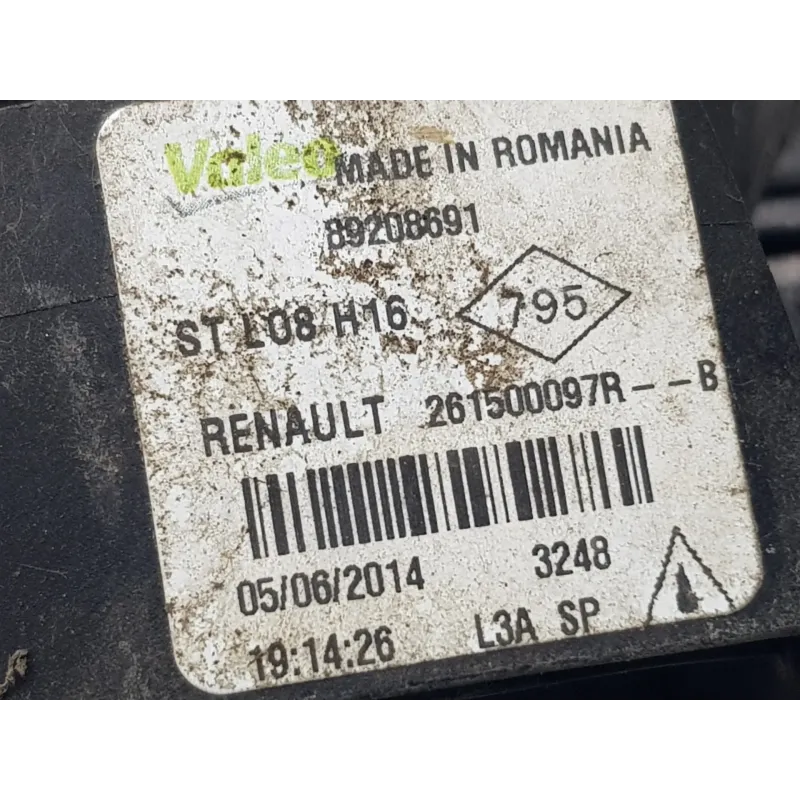 Valeo MADE IN ROMANIA
89208691
ST L08 H16 795
RENAULT 261500097R--B
05/06/2014 3248
19:14:26 L3A SP